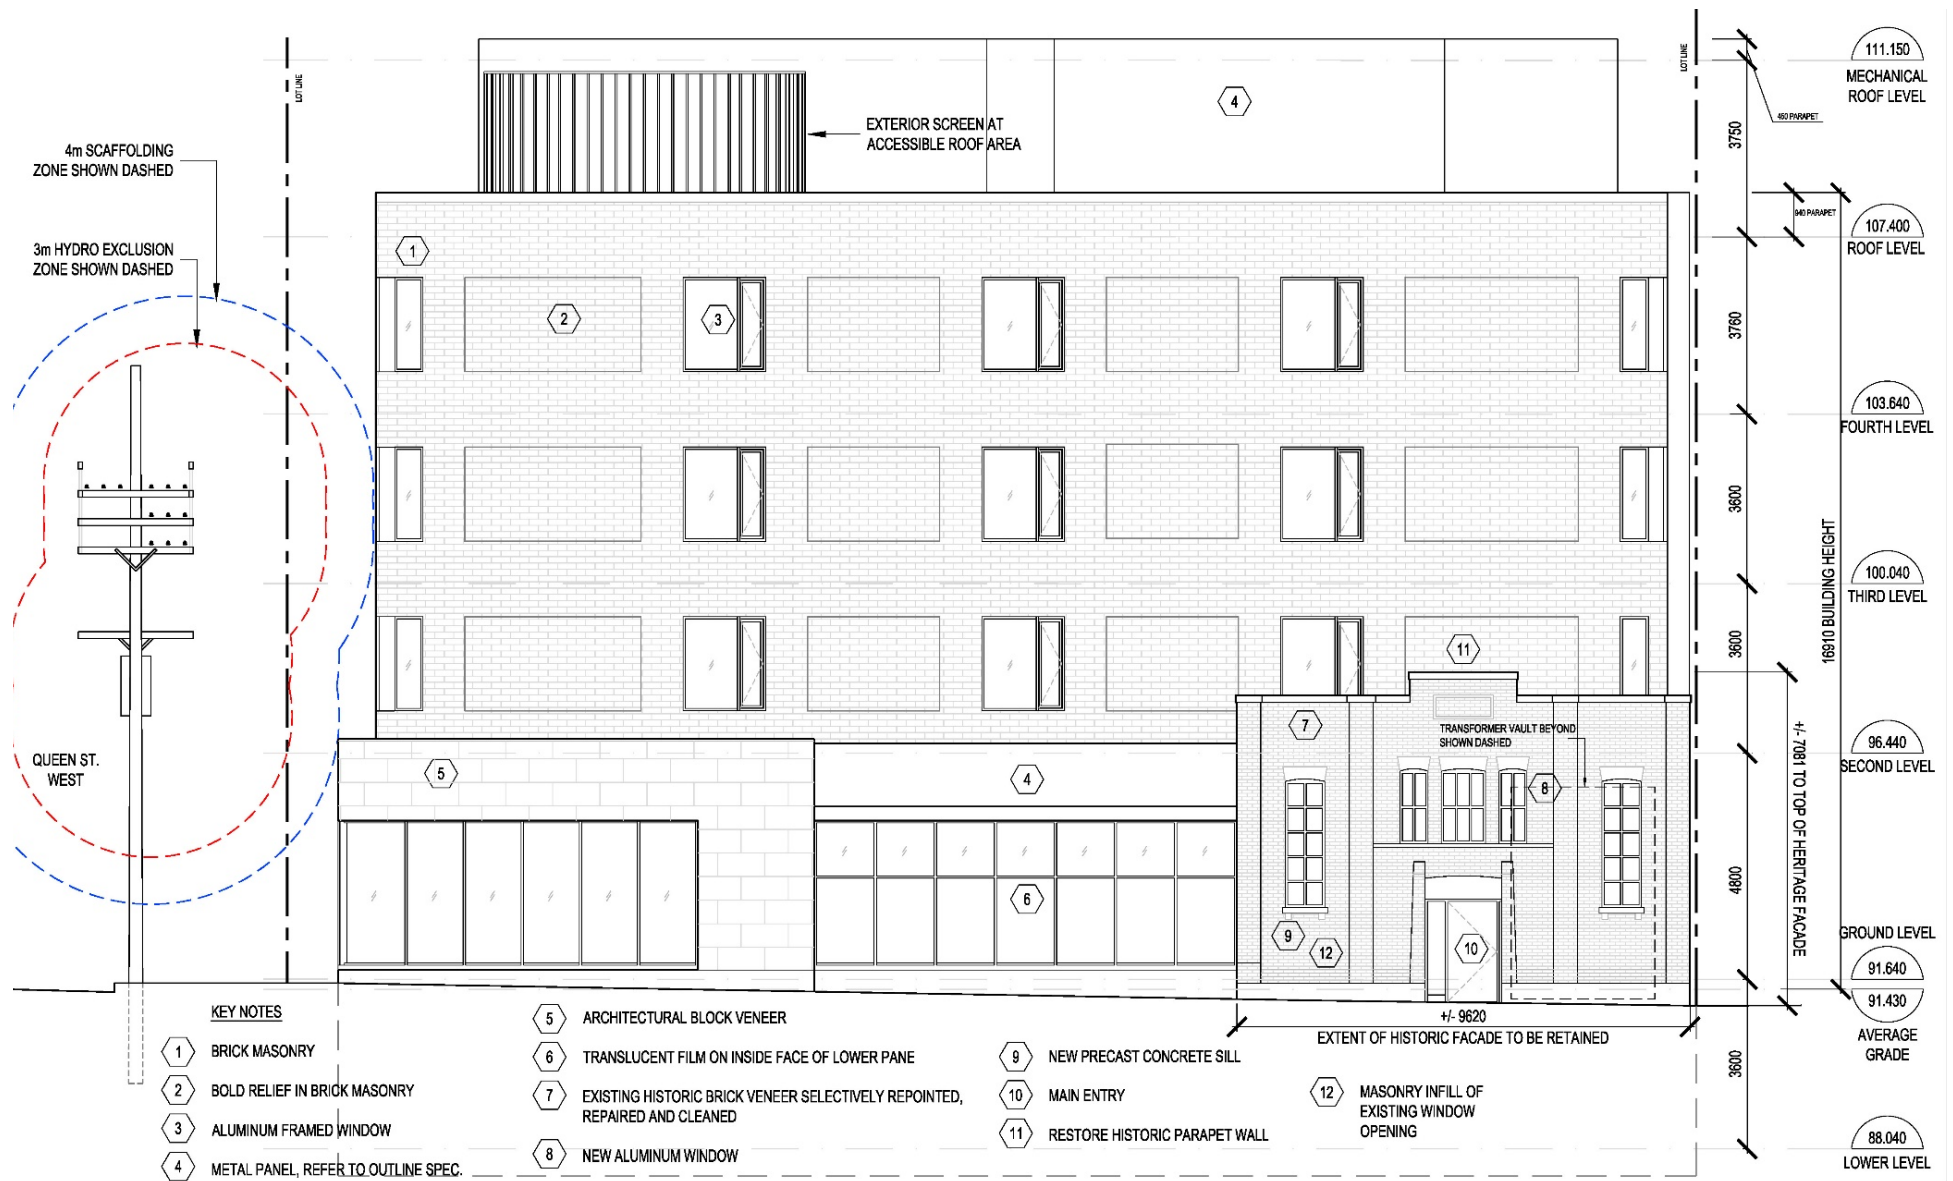 LOT LINE
LOT LINE
111.150
MECHANICAL
ROOF LEVEL
4
EXTERIOR SCREEN AT
ACCESSIBLE ROOF AREA
450 PARAPET
3750
4m SCAFFOLDING
ZONE SHOWN DASHED
3m HYDRO EXCLUSION
ZONE SHOWN DASHED
940 PARAPET
107.400
ROOF LEVEL
1
2
3
3760
103.640
FOURTH LEVEL
3600
16910 BUILDING HEIGHT
100.040
THIRD LEVEL
3600
11
7
TRANSFORMER VAULT BEYOND
SHOWN DASHED
96.440
SECOND LEVEL
QUEEN ST.
WEST
5
4
8
+/- 7081 TO TOP OF HERITAGE FACADE
4800
6
9
12
10
GROUND LEVEL
91.640
91.430
AVERAGE
GRADE
+/- 9620
EXTENT OF HISTORIC FACADE TO BE RETAINED
3600
88.040
LOWER LEVEL
KEY NOTES
1 BRICK MASONRY
2 BOLD RELIEF IN BRICK MASONRY
3 ALUMINUM FRAMED WINDOW
4 METAL PANEL, REFER TO OUTLINE SPEC.
5 ARCHITECTURAL BLOCK VENEER
6 TRANSLUCENT FILM ON INSIDE FACE OF LOWER PANE
7 EXISTING HISTORIC BRICK VENEER SELECTIVELY REPOINTED,
REPAIRED AND CLEANED
8 NEW ALUMINUM WINDOW
9 NEW PRECAST CONCRETE SILL
10 MAIN ENTRY
11 RESTORE HISTORIC PARAPET WALL
12 MASONRY INFILL OF
EXISTING WINDOW
OPENING